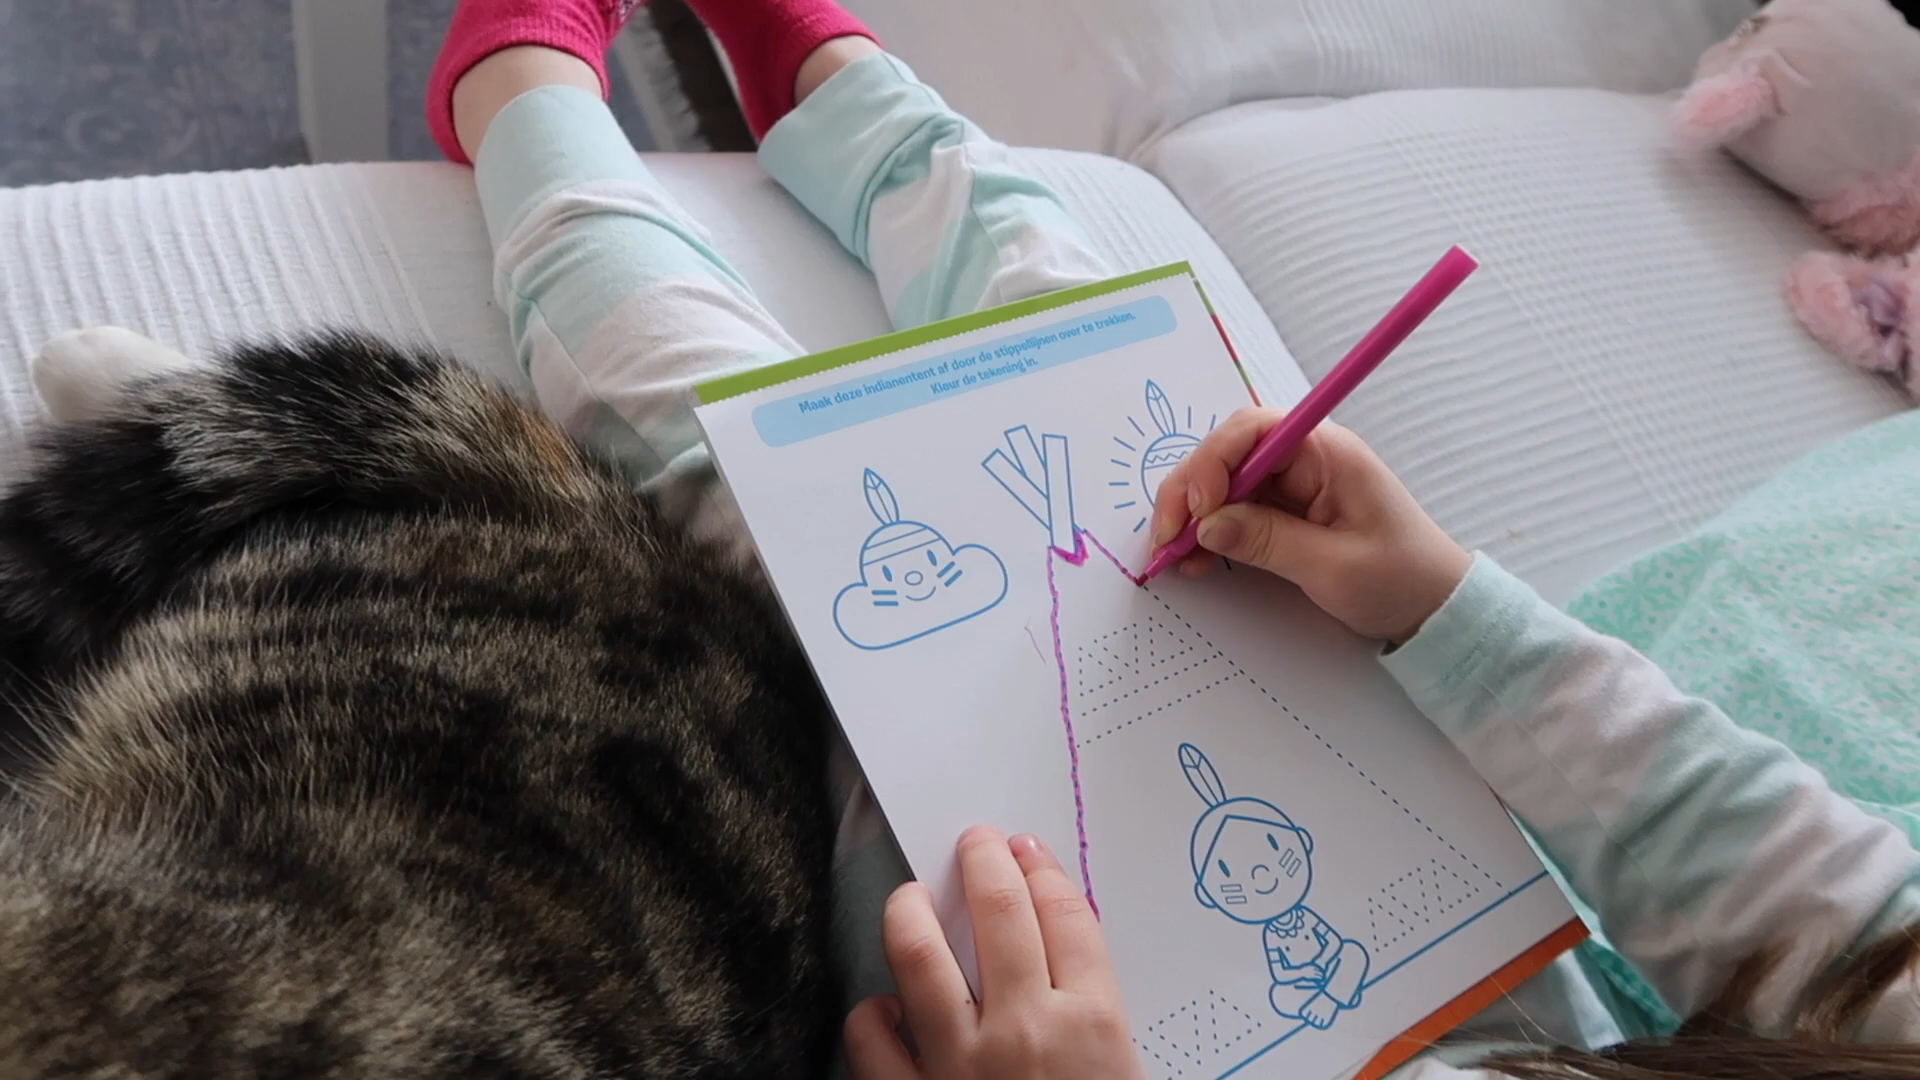 Maak deze indianentent af door de stippellijnen over te trekken.
Kleur de tekening in.